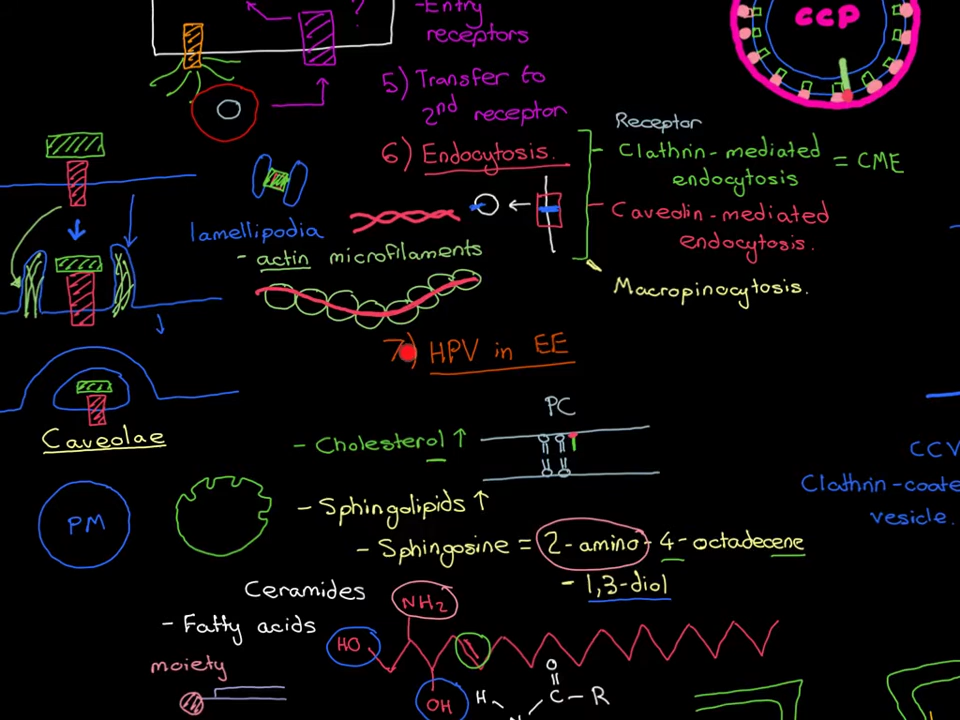 -Entry
receptors
?
CCP
5) Transfer to
2nd receptor
6) Endocytosis.
Receptor
Clathrin-mediated
endocytosis
= CME
Caveolin-mediated
endocytosis.
Macropinocytosis.
lamellipodia
- actin microfilaments
7) HPV in EE
PC
Caveolae
- Cholesterol ↑
- Sphingolipids ↑
- Sphingosine = 2-amino-4-octadecene
- 1,3-diol
PM
CCV
Clathrin-coate
vesicle.
Ceramides
- Fatty acids
moiety
NH2
HO
OH
H
O
C-R